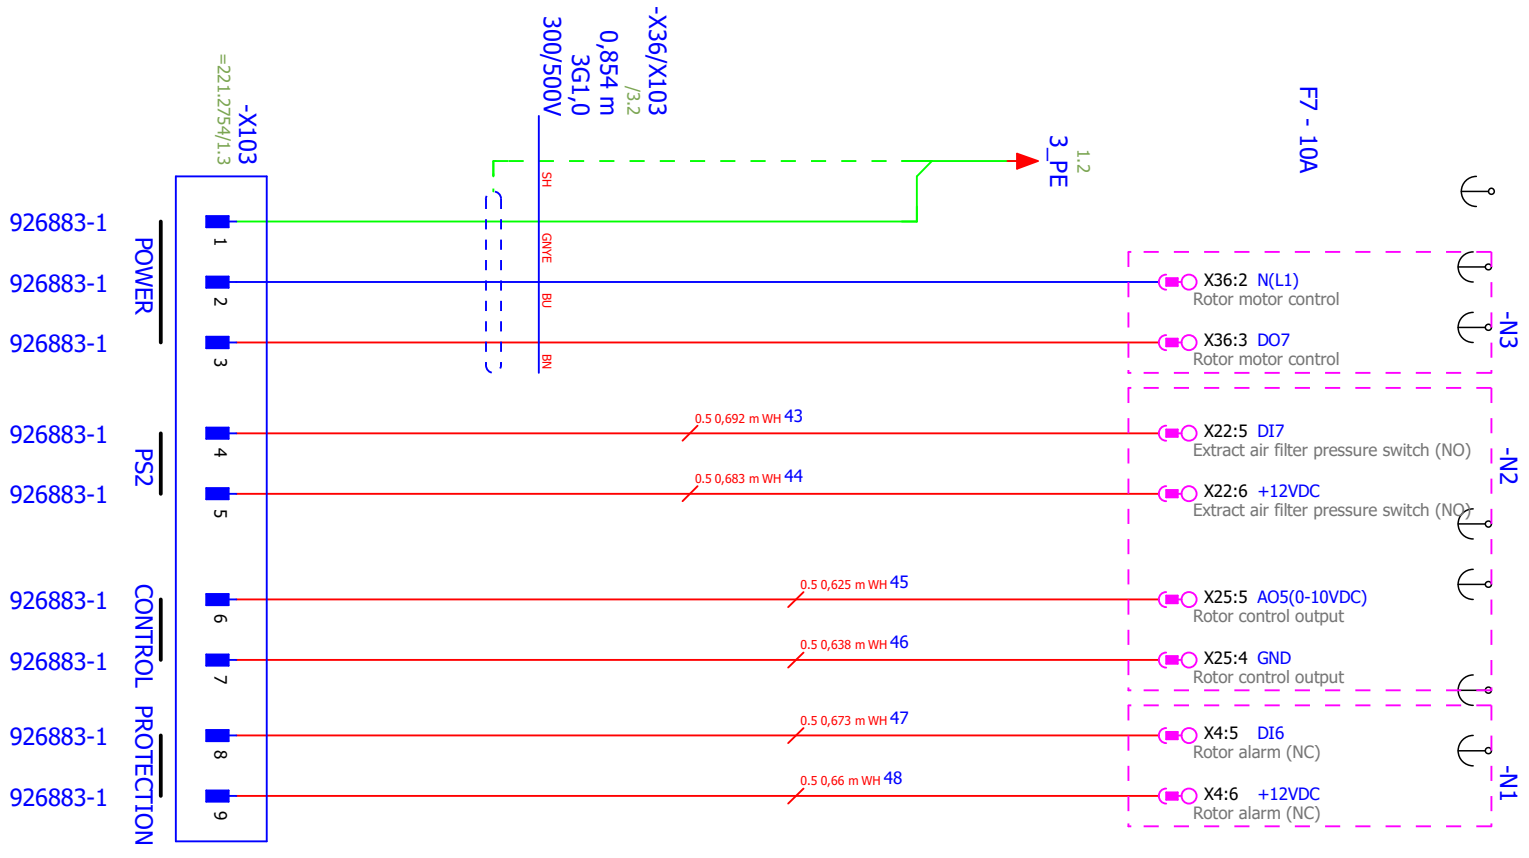 -X36/X103
/3.2
0,854 m
3G1,0
300/500V
-X103
=221.2754/1.3
1.2
3_PE
F7 - 10A
SH
GNYE
BU
BN
926883-1
1
926883-1
2
X36:2 N(L1)
Rotor motor control
926883-1
3
X36:3 DO7
Rotor motor control
POWER
-N3
926883-1
4
0.5 0,692 m WH 43
X22:5 DI7
Extract air filter pressure switch (NO)
926883-1
5
0.5 0,683 m WH 44
X22:6 +12VDC
Extract air filter pressure switch (NO)
PS2
-N2
926883-1
6
0.5 0,625 m WH 45
X25:5 AO5(0-10VDC)
Rotor control output
926883-1
7
0.5 0,638 m WH 46
X25:4 GND
Rotor control output
CONTROL
926883-1
8
0.5 0,673 m WH 47
X4:5 DI6
Rotor alarm (NC)
926883-1
9
0.5 0,66 m WH 48
X4:6 +12VDC
Rotor alarm (NC)
PROTECTION
-N1